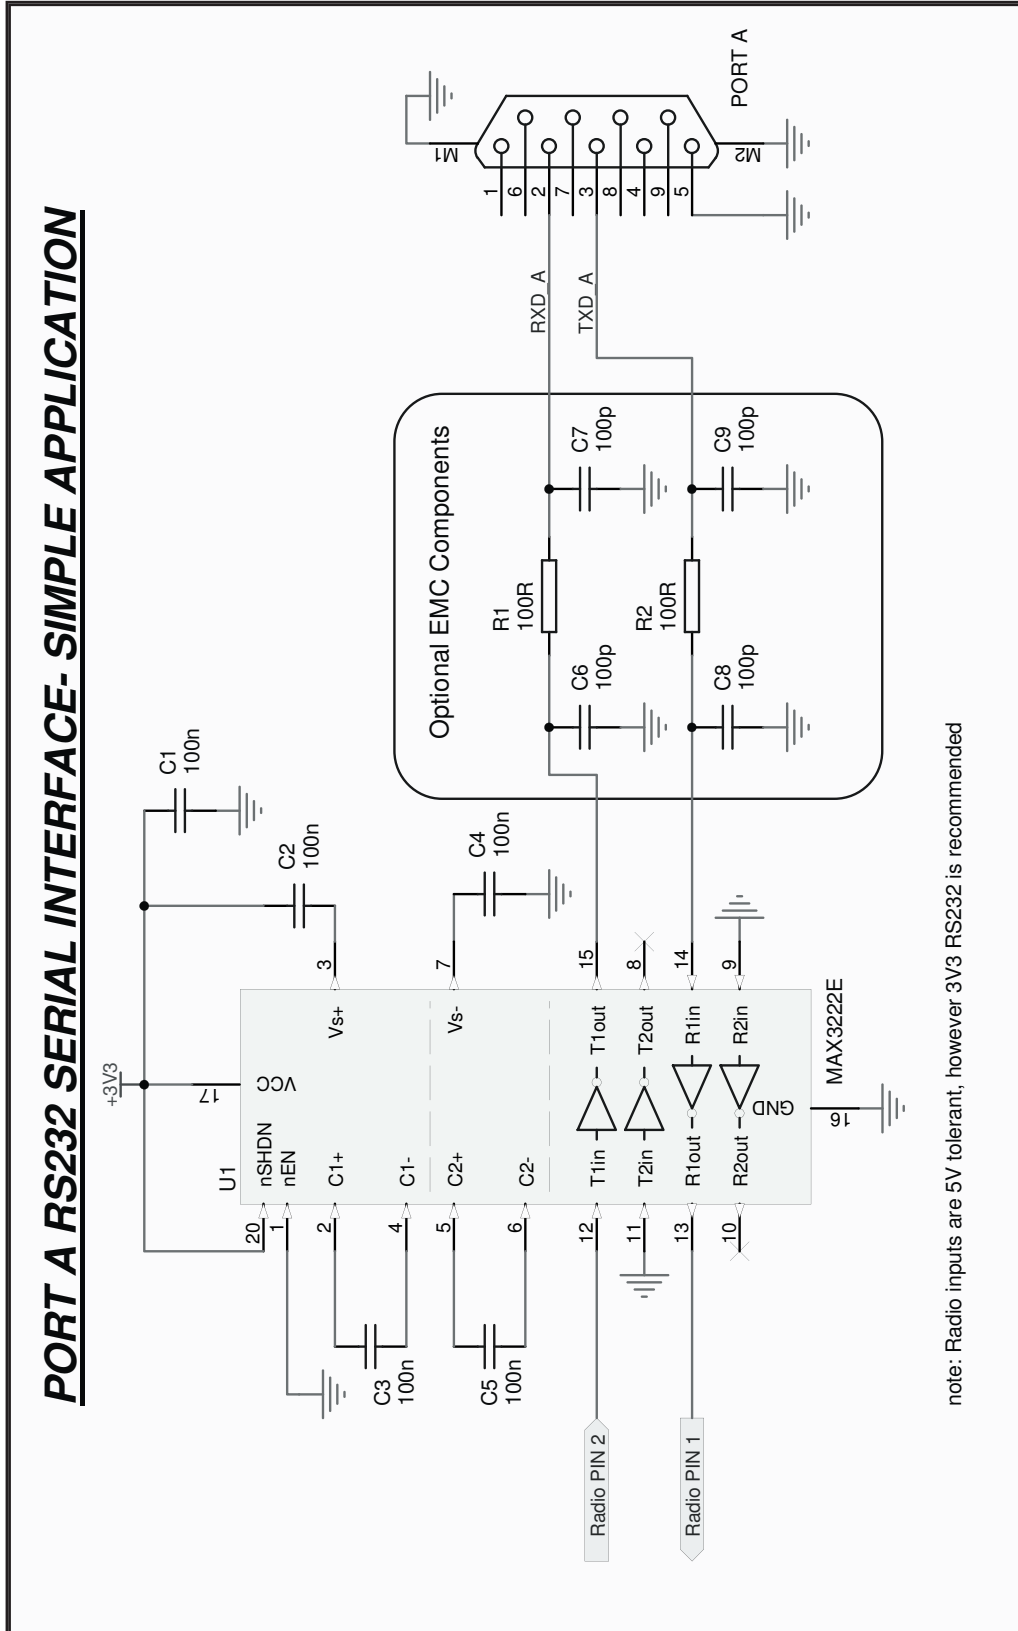 PORT A RS232 SERIAL INTERFACE- SIMPLE APPLICATION
+3V3
C1
100n
C2
100n
C4
100n
U1
17
VCC
20
nSHDN
1
nEN
2
C1+
4
C1-
5
C2+
6
C2-
3
Vs+
7
Vs-
C3
100n
C5
100n
Radio PIN 2
12
T1in
T1out
15
11
T2in
T2out
8
Radio PIN 1
13
R1out
R1in
14
10
R2out
R2in
9
GND
16
MAX3222E
Optional EMC Components
R1
100R
C6
100p
C7
100p
R2
100R
C8
100p
C9
100p
RXD_A
TXD_A
M1
1
6
2
7
3
8
4
9
5
M2
PORT A
note: Radio inputs are 5V tolerant, however 3V3 RS232 is recommended